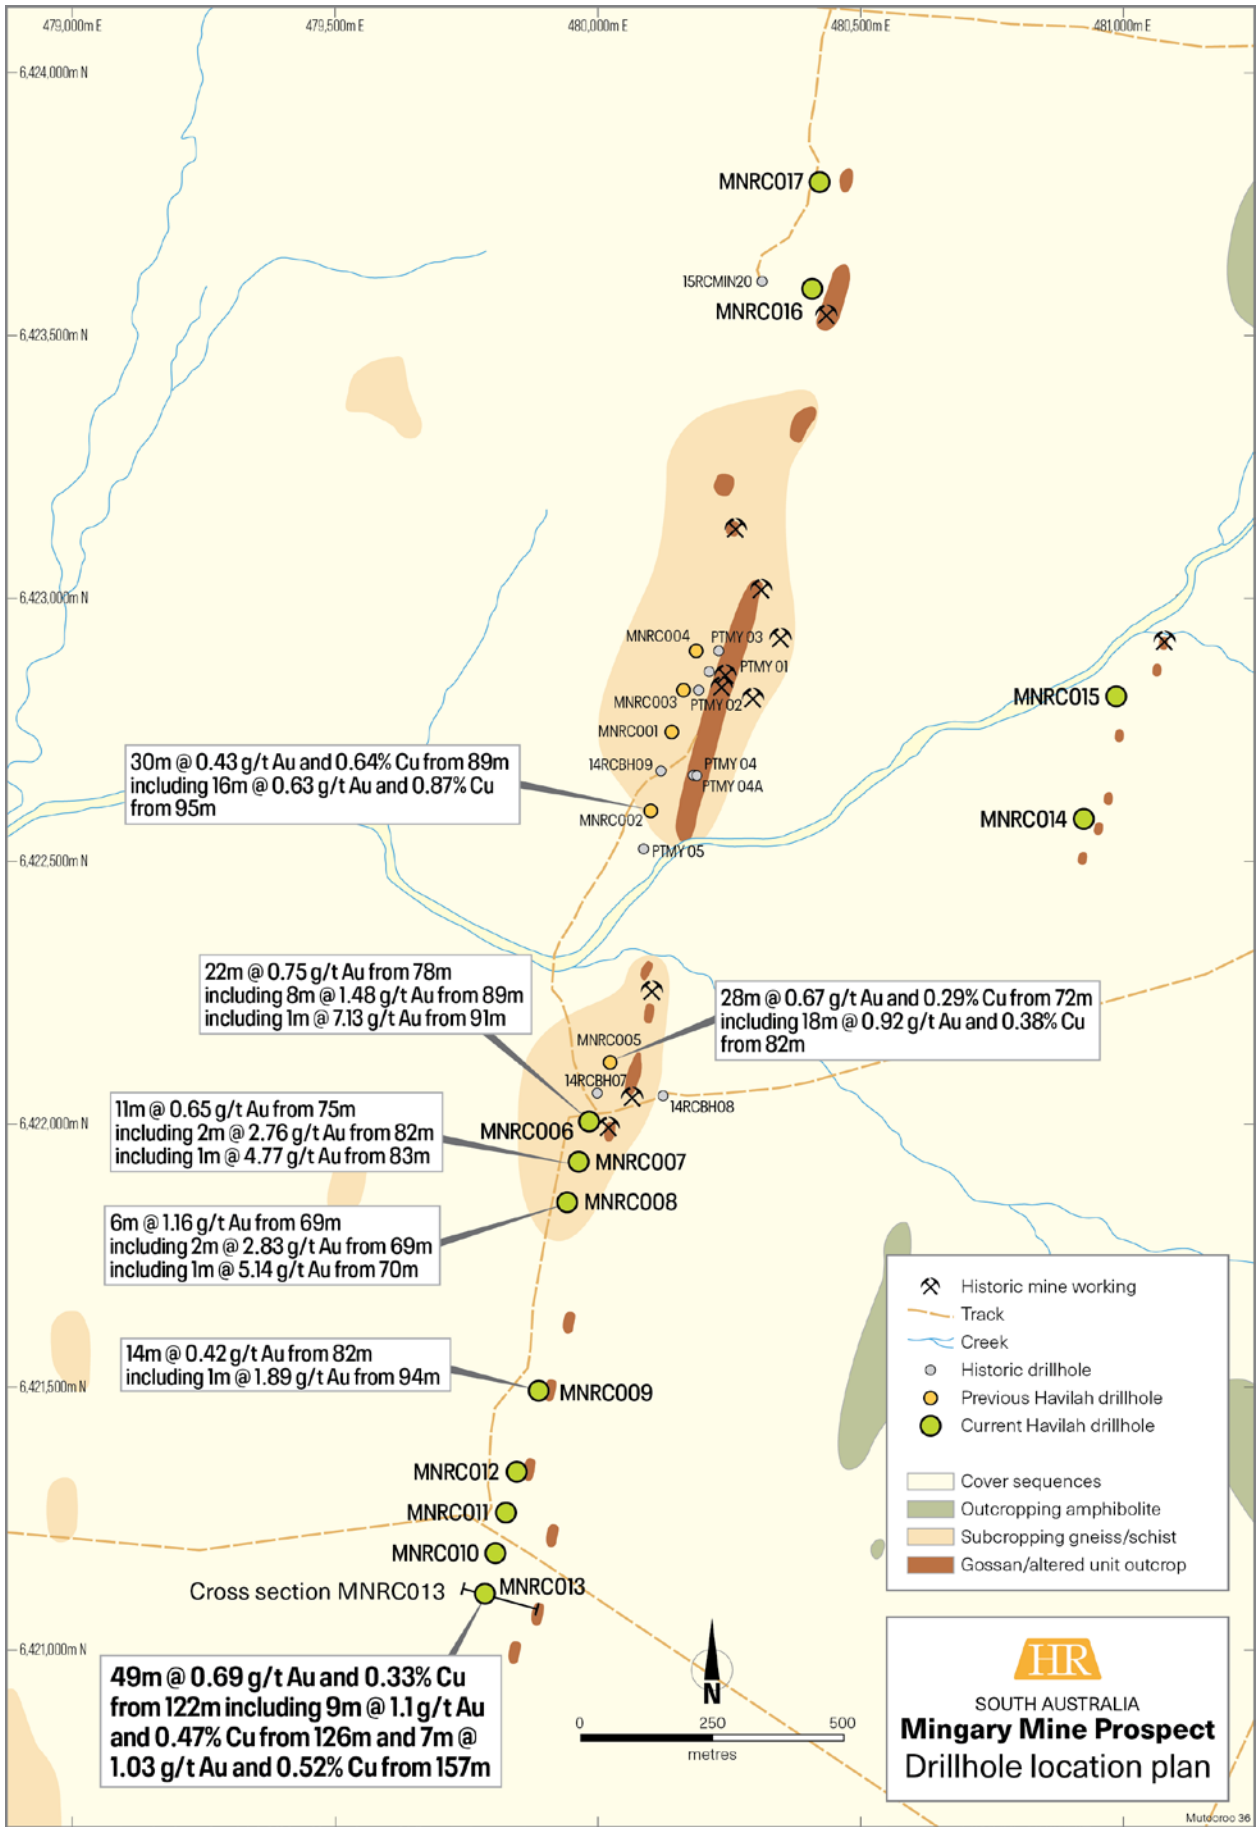 479,000m E
479,500m E
480,000m E
480,500m E
481,000m E
6,424,000m N
MNRC017
15RCMIN20
MNRC016
6,423,500m N
6,423,000m N
MNRC004
PTMY 03
PTMY 01
MNRC003
PTMY 02
MNRC015
MNRC001
30m @ 0.43 g/t Au and 0.64% Cu from 89m
including 16m @ 0.63 g/t Au and 0.87% Cu
from 95m
14RCBH09
PTMY 04
PTMY 04A
MNRC002
MNRC014
PTMY 05
6,422,500m N
22m @ 0.75 g/t Au from 78m
including 8m @ 1.48 g/t Au from 89m
including 1m @ 7.13 g/t Au from 91m
28m @ 0.67 g/t Au and 0.29% Cu from 72m
including 18m @ 0.92 g/t Au and 0.38% Cu
from 82m
MNRC005
14RCBH07
14RCBH08
6,422,000m N
11m @ 0.65 g/t Au from 75m
including 2m @ 2.76 g/t Au from 82m
including 1m @ 4.77 g/t Au from 83m
MNRC006
MNRC007
MNRC008
6m @ 1.16 g/t Au from 69m
including 2m @ 2.83 g/t Au from 69m
including 1m @ 5.14 g/t Au from 70m
14m @ 0.42 g/t Au from 82m
including 1m @ 1.89 g/t Au from 94m
6,421,500m N
MNRC009
MNRC012
MNRC011
MNRC010
Cross section MNRC013
MNRC013
6,421,000m N
49m @ 0.69 g/t Au and 0.33% Cu
from 122m including 9m @ 1.1 g/t Au
and 0.47% Cu from 126m and 7m @
1.03 g/t Au and 0.52% Cu from 157m
Historic mine working
Track
Creek
Historic drillhole
Previous Havilah drillhole
Current Havilah drillhole
Cover sequences
Outcropping amphibolite
Subcropping gneiss/schist
Gossan/altered unit outcrop
N
0 250 500
metres
HR
SOUTH AUSTRALIA
Mingary Mine Prospect
Drillhole location plan
Mutooroo 36